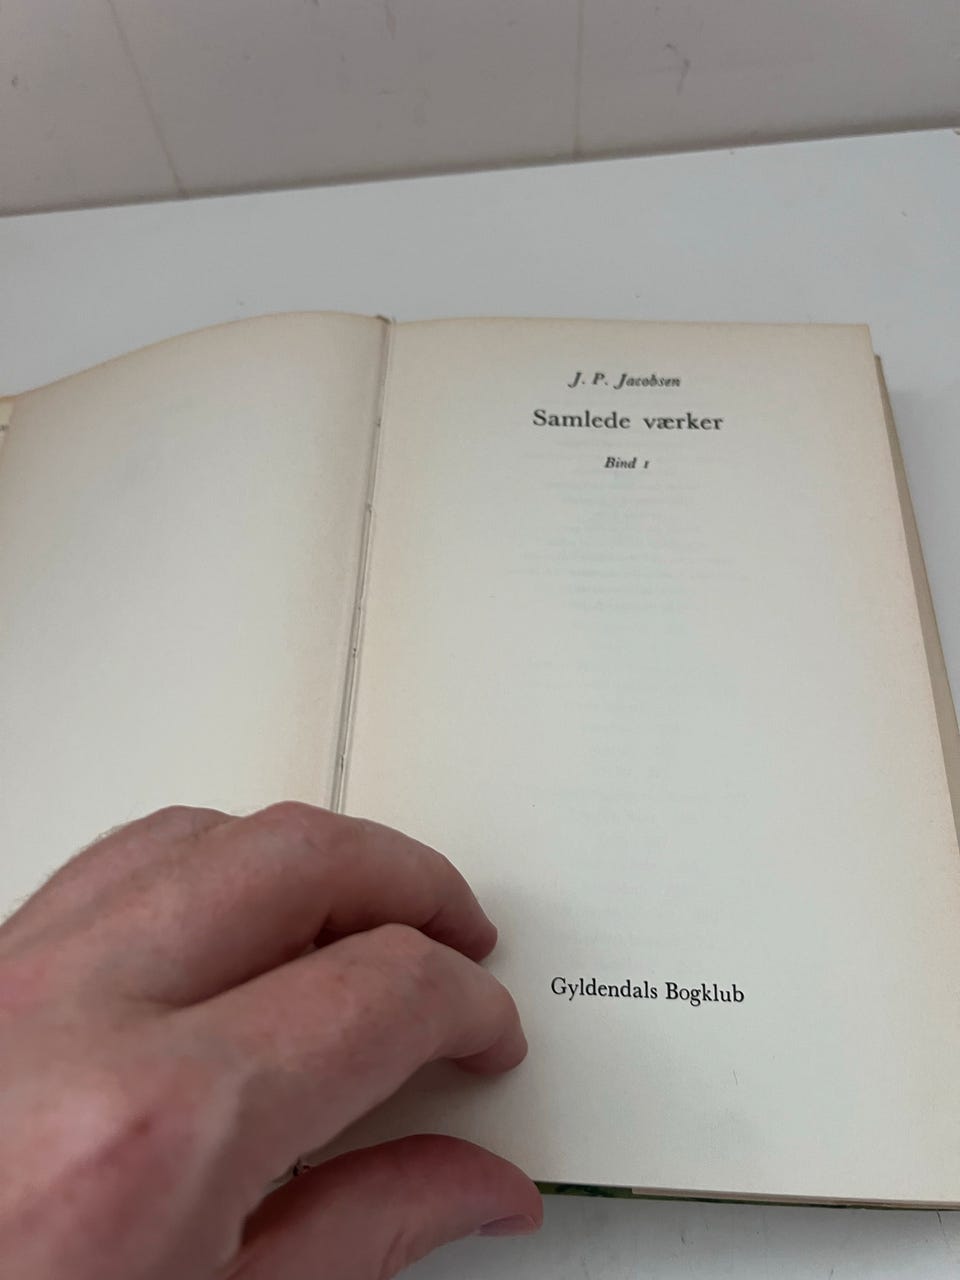 J. P. Jacobsen
Samlede værker
Bind 1
Gyldendals Bogklub